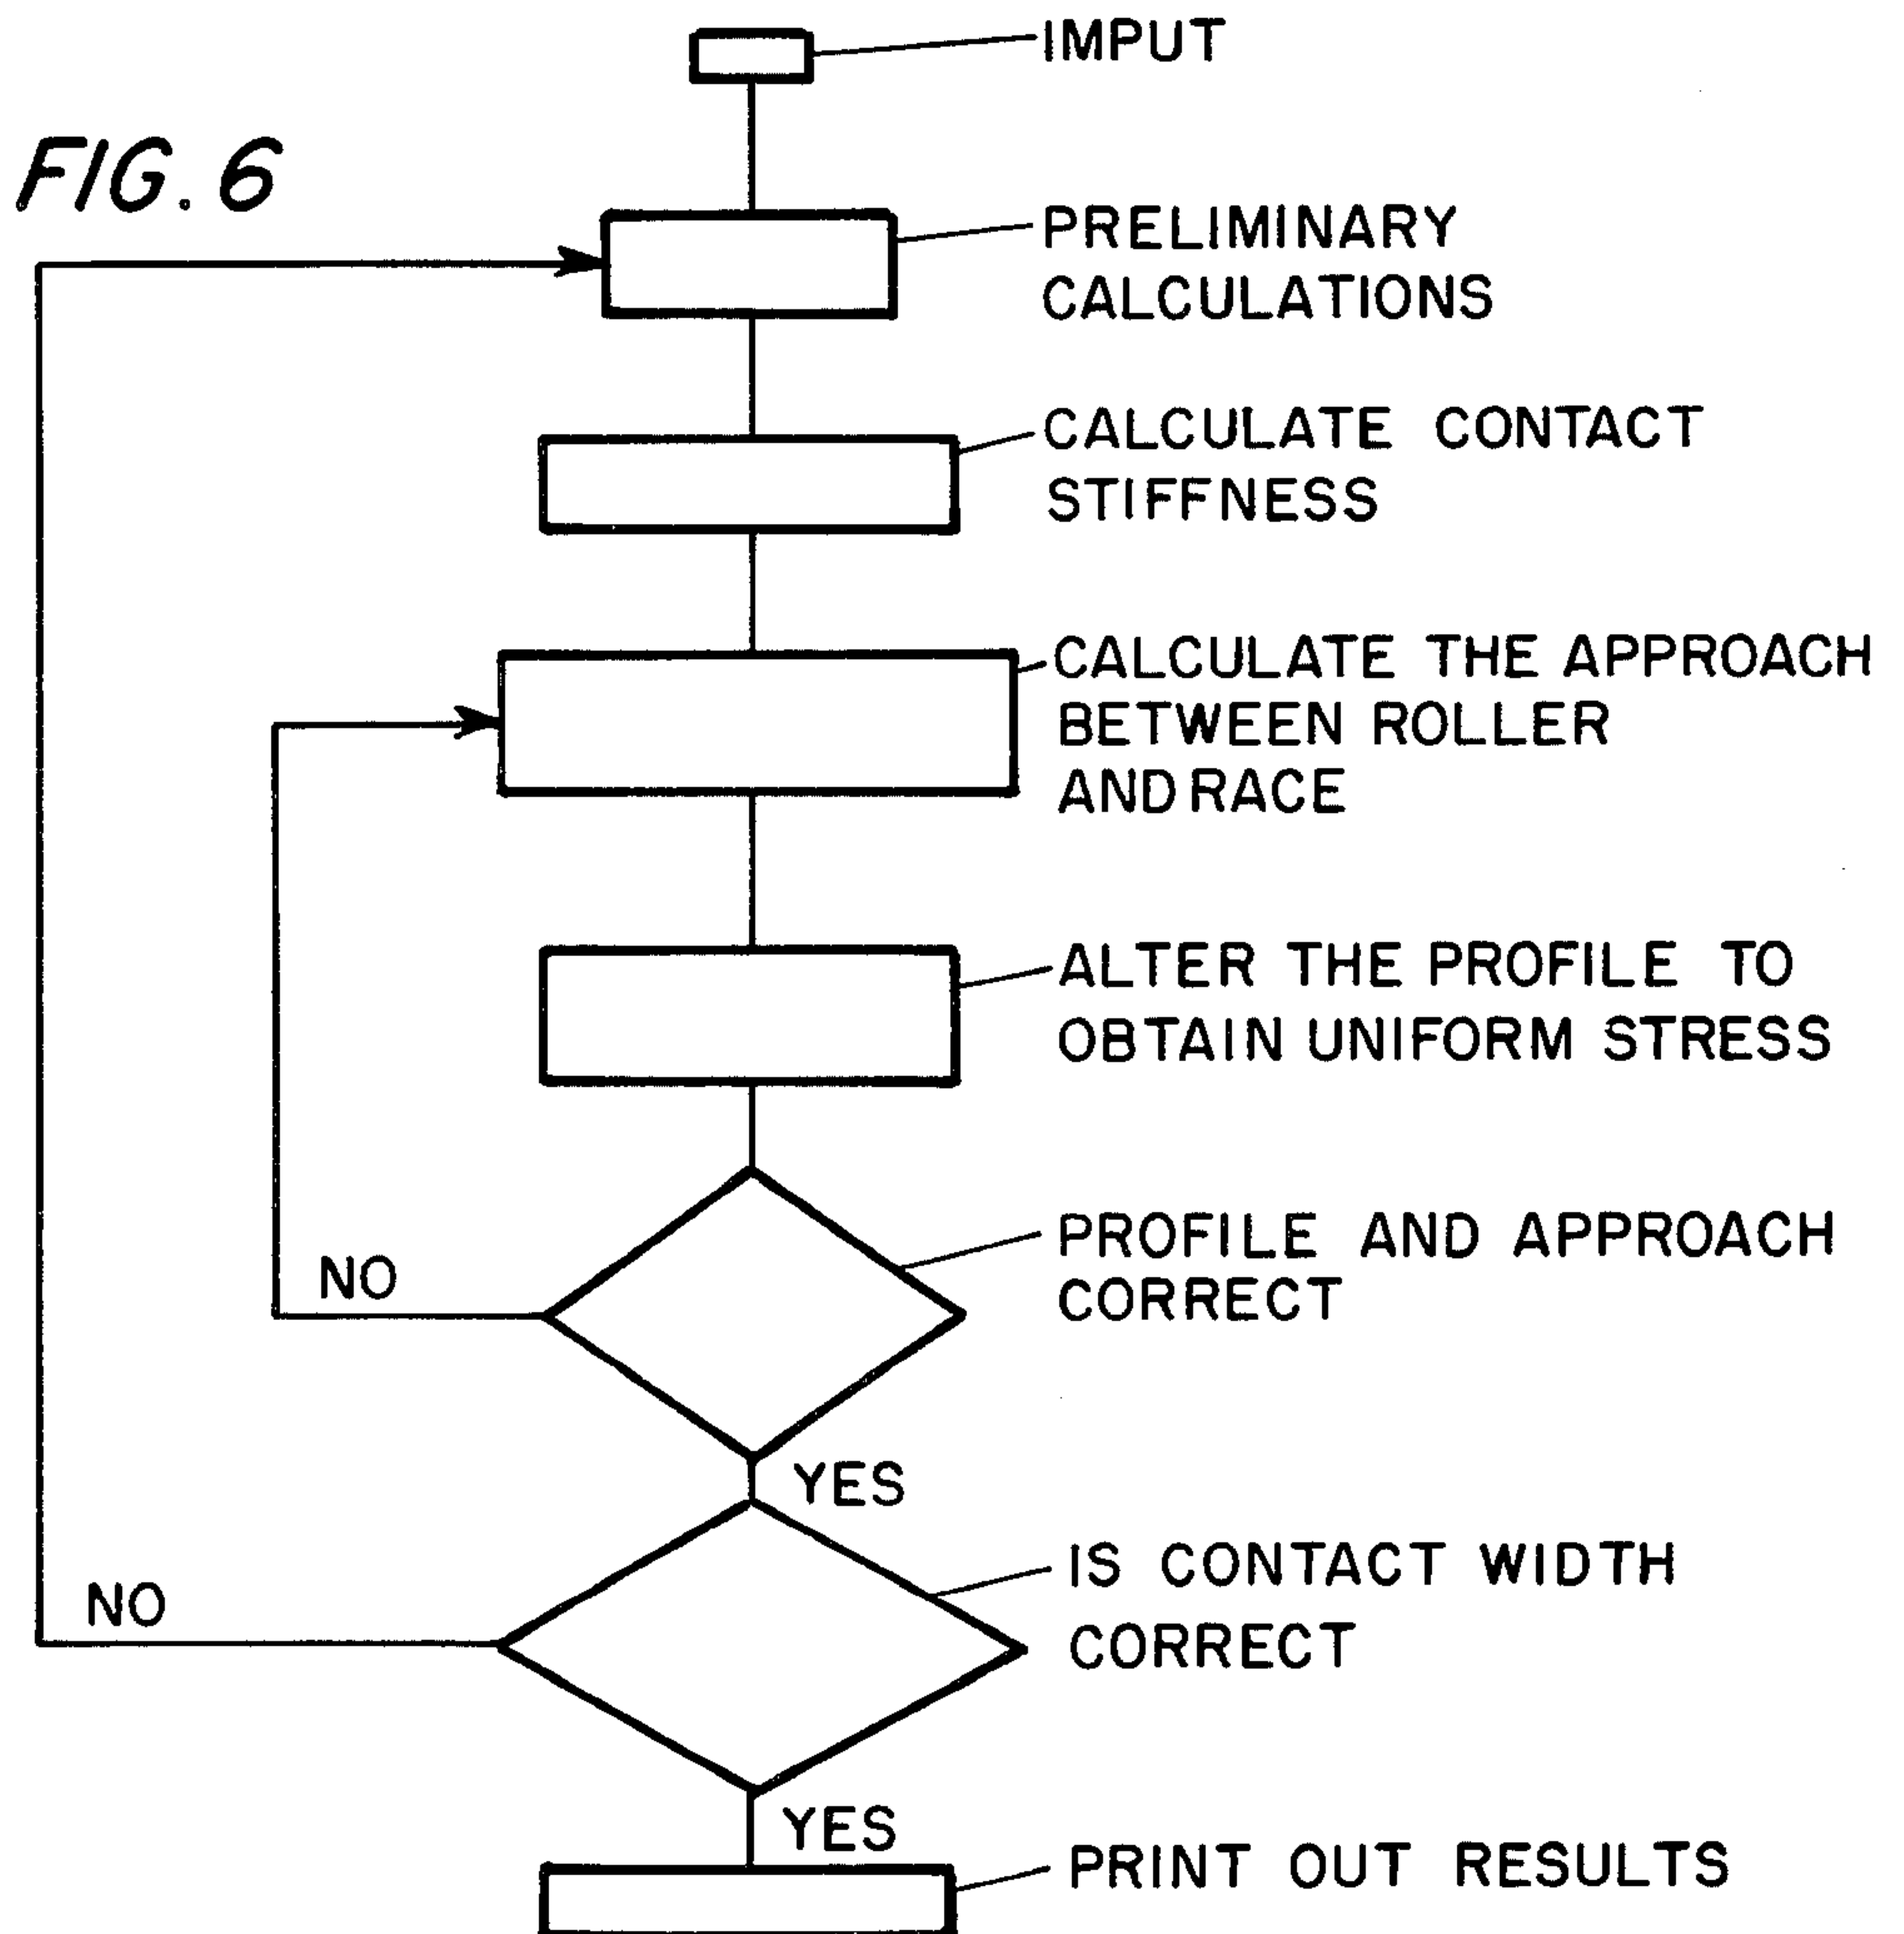 IMPUT
FIG. 6
PRELIMINARY
CALCULATIONS
CALCULATE CONTACT
STIFFNESS
CALCULATE THE APPROACH
BETWEEN ROLLER
AND RACE
ALTER THE PROFILE TO
OBTAIN UNIFORM STRESS
PROFILE AND APPROACH
CORRECT
NO
YES
IS CONTACT WIDTH
CORRECT
NO
YES
PRINT OUT RESULTS